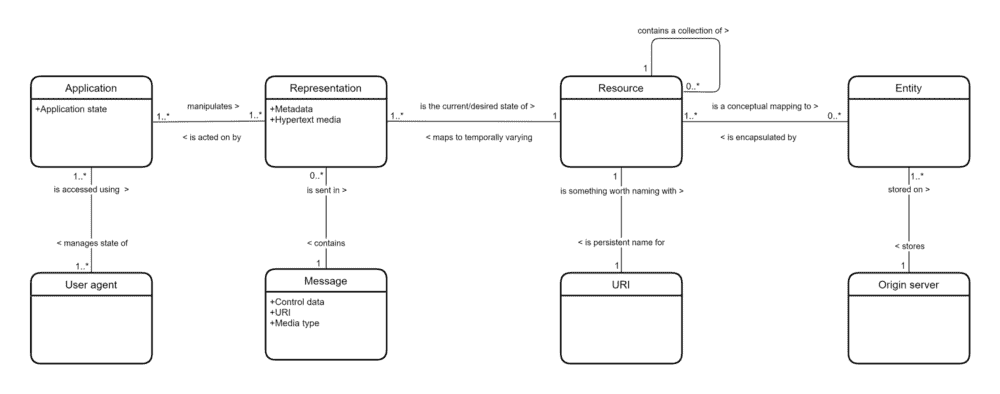 contains a collection of >
1
0..*
Application
+Application state
manipulates >
1..*
1..*
< is acted on by
Representation
+Metadata
+Hypertext media
is the current/desired state of >
1..*
1
< maps to temporally varying
Resource
is a conceptual mapping to >
1..*
0..*
< is encapsulated by
Entity
1..*
is accessed using >
< manages state of
1..*
User agent
0..*
is sent in >
< contains
1
Message
+Control data
+URI
+Media type
1
is something worth naming with >
< is persistent name for
1
URI
1..*
stored on >
< stores
1
Origin server